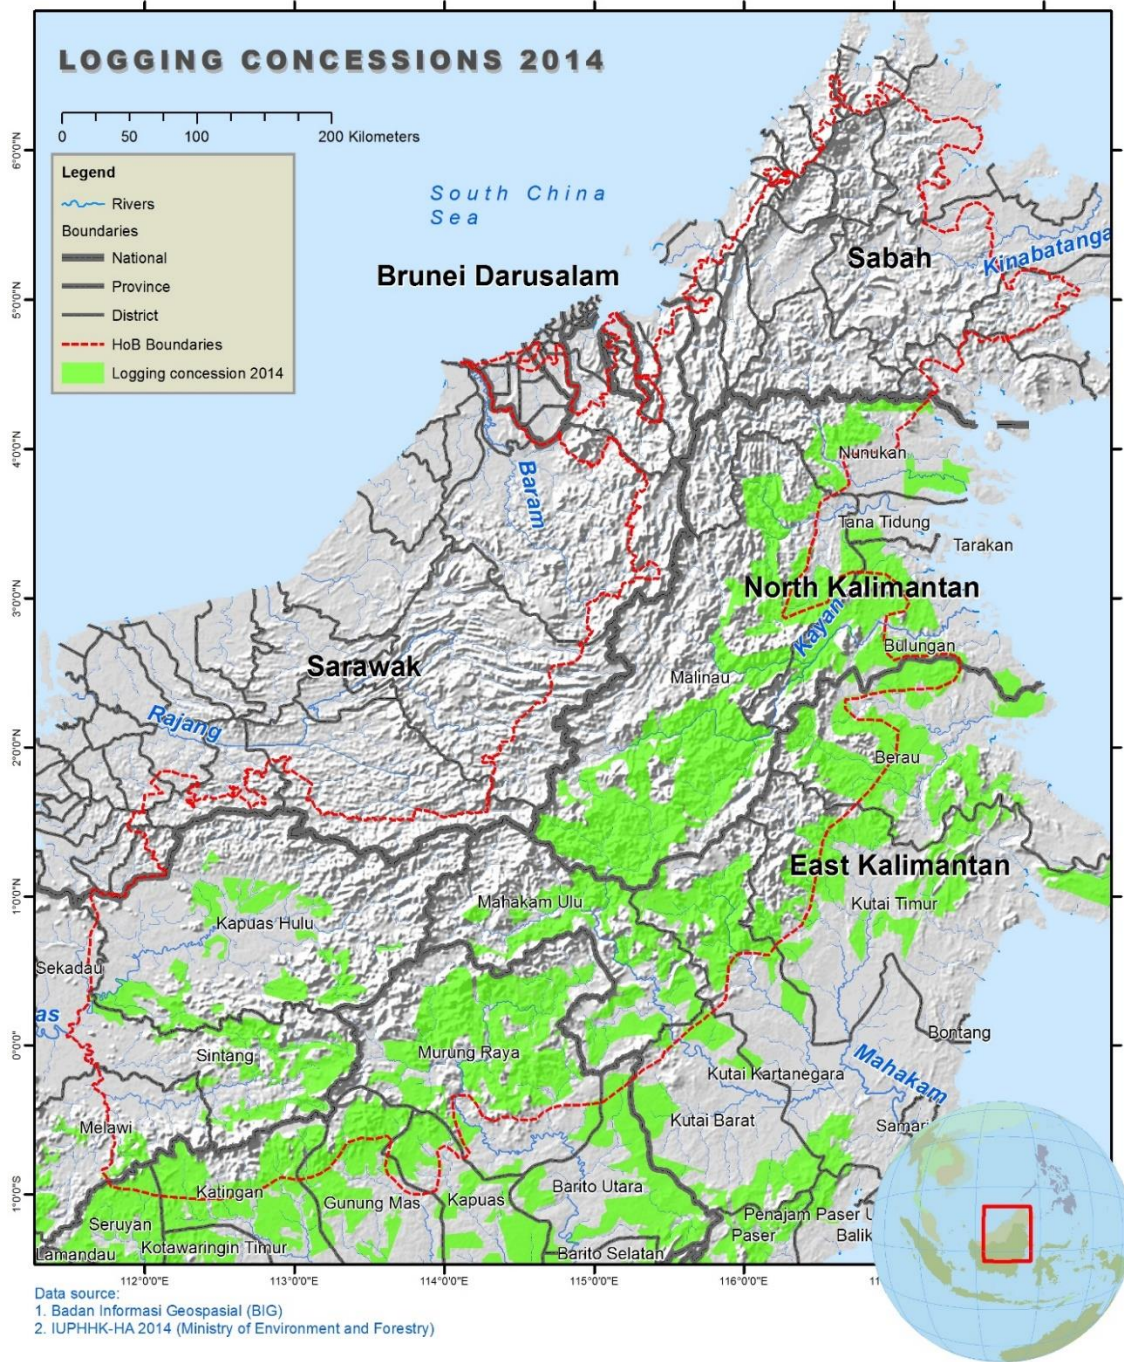 LOGGING CONCESSIONS 2014
0 50 100 200 Kilometers
Legend
Rivers
Boundaries
National
Province
District
HoB Boundaries
Logging concession 2014
South China
Sea
Brunei Darusalam
Sabah
Kinabatanga
Baram
Nunukan
Tana Tidung
Tarakan
North Kalimantan
Kayan
Bulungan
Malinau
Sarawak
Rajang
Berau
East Kalimantan
Kutai Timur
Mahakam Ulu
Kapuas Hulu
Sekadau
as
Sintang
Murung Raya
Bontang
Mahakam
Kutai Kartanegara
Kutai Barat
Samari
Melawi
Katingan
Gunung Mas
Kapuas
Barito Utara
Seruyan
Penajam Paser U
Paser
Balik
Lamandau
Kotawaringin Timur
Barito Selatan
6°0'0"N
5°0'0"N
4°0'0"N
3°0'0"N
2°0'0"N
1°0'0"N
0°0'0"
1°0'0"S
112°0'0"E 113°0'0"E 114°0'0"E 115°0'0"E 116°0'0"E
Data source:
1. Badan Informasi Geospasial (BIG)
2. IUPHHK-HA 2014 (Ministry of Environment and Forestry)